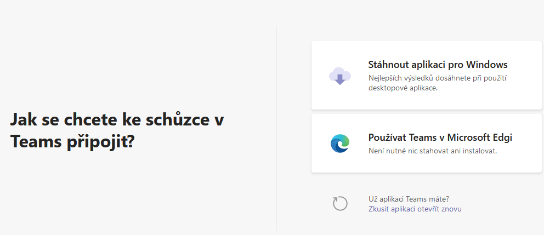 Jak se chcete ke schůzce v
Teams připojit?
Stáhnout aplikaci pro Windows
Nejlepších výsledků dosáhnete při použití
desktopové aplikace.
Používat Teams v Microsoft Edgi
Není nutné nic stahovat ani instalovat.
Už aplikaci Teams máte?
Zkusit aplikaci otevřít znovu